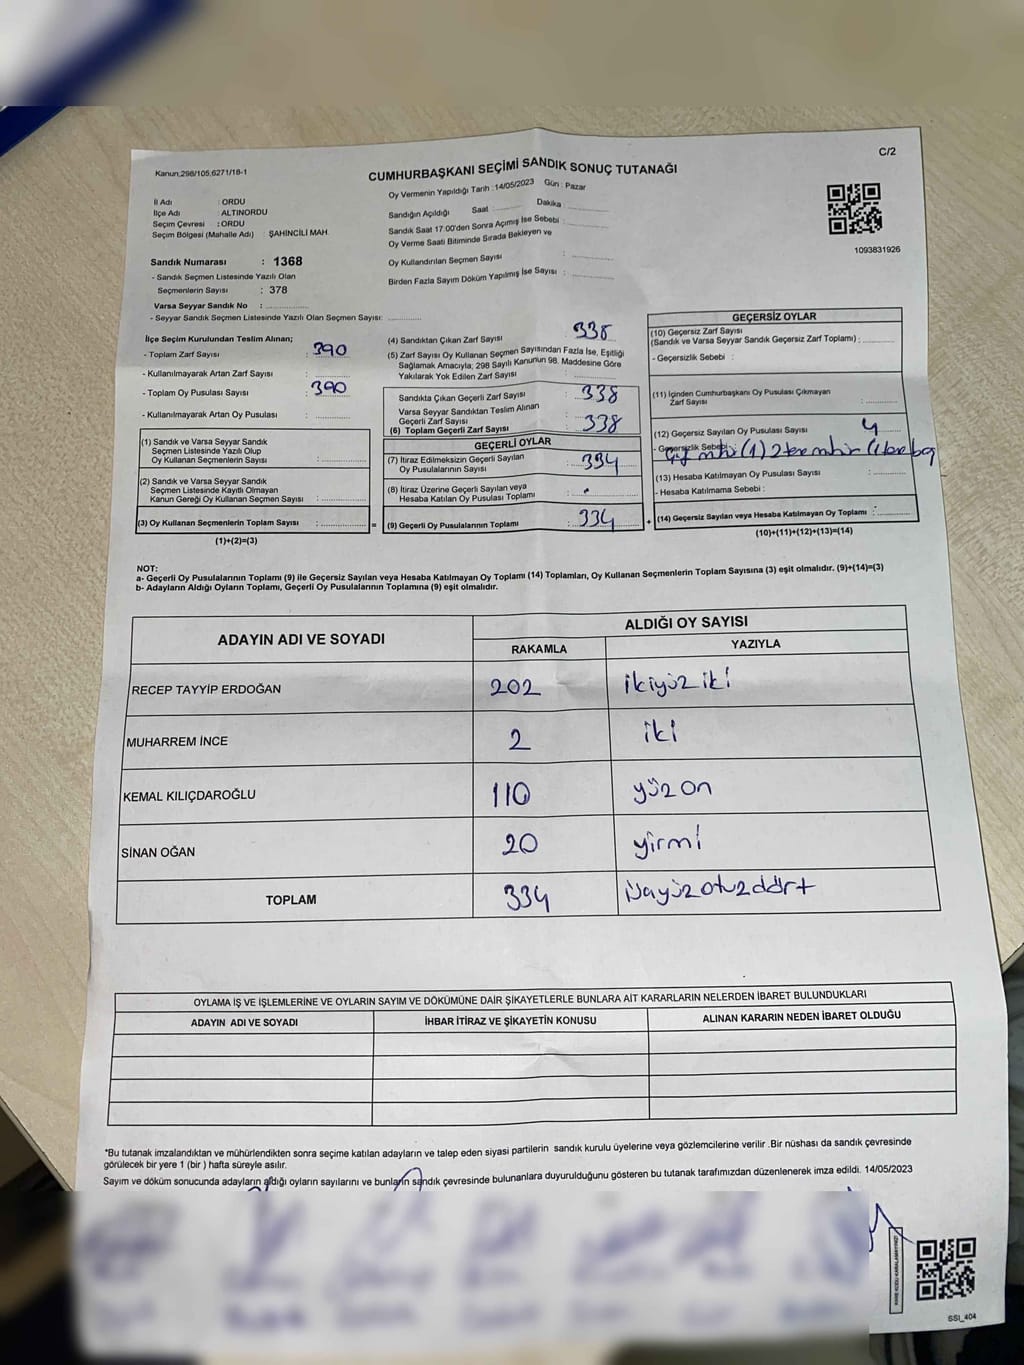 C/2
Kanun;298/105,6271/18-1
CUMHURBAŞKANI SEÇİMİ SANDIK SONUÇ TUTANAĞI
Oy Vermenin Yapıldığı Tarih :14/05/2023 Gün : Pazar
İl Adı : ORDU
İlçe Adı : ALTINORDU
Seçim Çevresi : ORDU
Seçim Bölgesi (Mahalle Adı) : ŞAHİNCİLİ MAH.
Sandığın Açıldığı Saat :.............. Dakika ..............
Sandık Saat 17:00'den Sonra Açımış İse Sebebi :..............
Oy Verme Saati Bitiminde Sırada Bekleyen ve
Oy Kullandırılan Seçmen Sayısı :..............
Birden Fazla Sayım Döküm Yapılmış İse Sayısı :..............
1093831926
Sandık Numarası : 1368
- Sandık Seçmen Listesinde Yazılı Olan
Seçmenlerin Sayısı : 378
Varsa Seyyar Sandık No :..............
- Seyyar Sandık Seçmen Listesinde Yazılı Olan Seçmen Sayısı:..............
İlçe Seçim Kurulundan Teslim Alınan;
- Toplam Zarf Sayısı : 390
- Kullanılmayarak Artan Zarf Sayısı :..............
- Toplam Oy Pusulası Sayısı : 390
- Kullanılmayarak Artan Oy Pusulası :..............
(1) Sandık ve Varsa Seyyar Sandık
Seçmen Listesinde Yazılı Olup
Oy Kullanan Seçmenlerin Sayısı :..............
(2) Sandık ve Varsa Seyyar Sandık
Seçmen Listesinde Kayıtlı Olmayan
Kanun Gereği Oy Kullanan Seçmen Sayısı :..............
(3) Oy Kullanan Seçmenlerin Toplam Sayısı :.............. =
(1)+(2)=(3)
(4) Sandıktan Çıkan Zarf Sayısı : 338
(5) Zarf Sayısı Oy Kullanan Seçmen Sayısından Fazla İse, Eşitliği
Sağlamak Amacıyla; 298 Sayılı Kanunun 98. Maddesine Göre
Yakılarak Yok Edilen Zarf Sayısı :..............
Sandıkta Çıkan Geçerli Zarf Sayısı : 338
Varsa Seyyar Sandıktan Teslim Alınan
Geçerli Zarf Sayısı
(6) Toplam Geçerli Zarf Sayısı : 338
GEÇERLİ OYLAR
(7) İtiraz Edilmeksizin Geçerli Sayılan
Oy Pusulalarının Sayısı : 334
(8) İtiraz Üzerine Geçerli Sayılan veya
Hesaba Katılan Oy Pusulası Toplamı :
(9) Geçerli Oy Pusulalarının Toplamı : 334 +
GEÇERSİZ OYLAR
(10) Geçersiz Zarf Sayısı
(Sandık ve Varsa Seyyar Sandık Geçersiz Zarf Toplamı) :..............
- Geçersizlik Sebebi :
(11) İçinden Cumhurbaşkanı Oy Pusulası Çıkmayan
Zarf Sayısı :..............
(12) Geçersiz Sayılan Oy Pusulası Sayısı : 4
- Geçersizlik Sebebi : mhir (1) 2
(13) Hesaba Katılmayan Oy Pusulası Sayısı :..............
- Hesaba Katılmama Sebebi :
(14) Geçersiz Sayılan veya Hesaba Katılmayan Oy Toplamı :..............
(10)+(11)+(12)+(13)=(14)
NOT:
a- Geçerli Oy Pusulalarının Toplamı (9) ile Geçersiz Sayılan veya Hesaba Katılmayan Oy Toplamı (14) Toplamları, Oy Kullanan Seçmenlerin Toplam Sayısına (3) eşit olmalıdır. (9)+(14)=(3)
b- Adayların Aldığı Oyların Toplamı, Geçerli Oy Pusulalarının Toplamına (9) eşit olmalıdır.
ADAYIN ADI VE SOYADI ALDIĞI OY SAYISI
RAKAMLA YAZIYLA
RECEP TAYYİP ERDOĞAN 202 ikiyüz iki
MUHARREM İNCE 2 iki
KEMAL KILIÇDAROĞLU 110 yüz on
SİNAN OĞAN 20 yirmi
TOPLAM 334 üçyüz otuz dört
OYLAMA İŞ VE İŞLEMLERİNE VE OYLARIN SAYIM VE DÖKÜMÜNE DAİR ŞİKAYETLERLE BUNLARA AİT KARARLARIN NELERDEN İBARET BULUNDUKLARI
ADAYIN ADI VE SOYADI İHBAR İTİRAZ VE ŞİKAYETİN KONUSU ALINAN KARARIN NEDEN İBARET OLDUĞU
*Bu tutanak imzalandıktan ve mühürlendikten sonra seçime katılan adayların ve talep eden siyasi partilerin sandık kurulu üyelerine veya gözlemcilerine verilir .Bir nüshası da sandık çevresinde
görülecek bir yere 1 (bir ) hafta süreyle asılır.
Sayım ve döküm sonucunda adayların aldığı oyların sayılarını ve bunların sandık çevresinde bulunanlara duyurulduğunu gösteren bu tutanak tarafımızdan düzenlenerek imza edildi. 14/05/2023
SSI_404